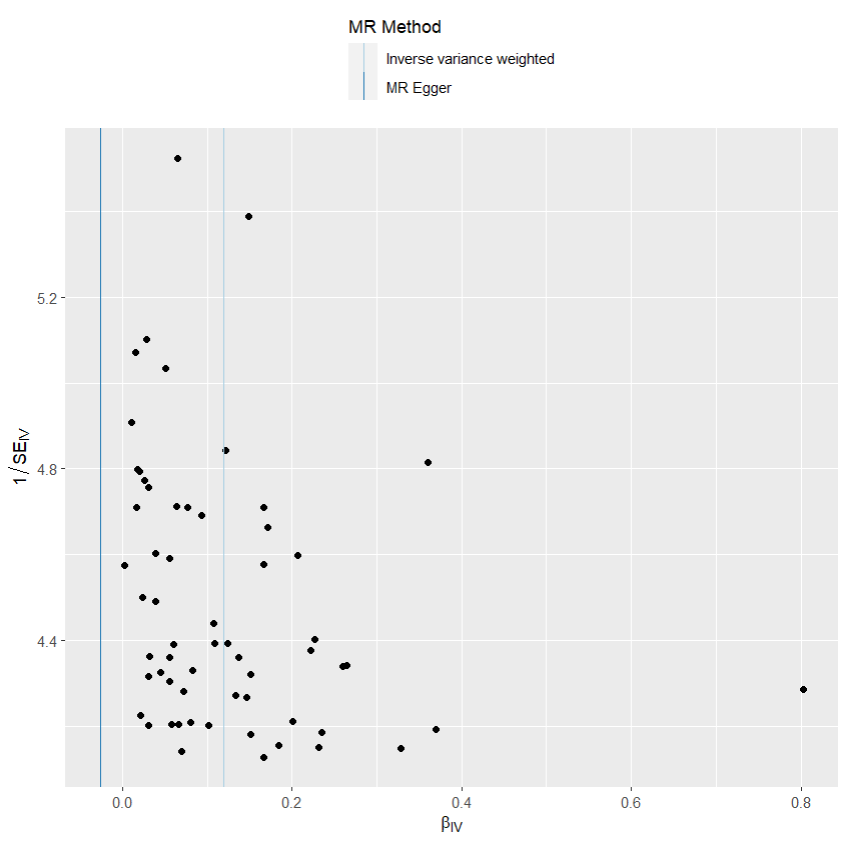 MR Method
Inverse variance weighted
MR Egger
5.2
4.8
4.4
1/SE_IV
0.0 0.2 0.4 0.6 0.8
β_IV